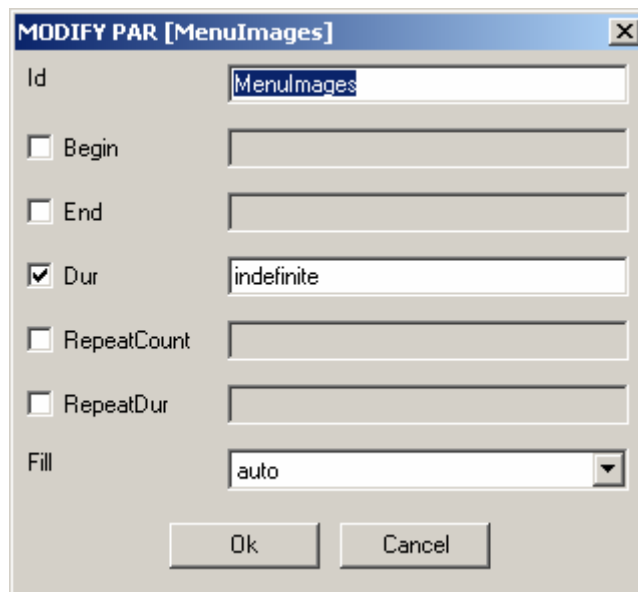 MODIFY PAR [MenuImages]
Id MenuImages
Begin
End
Dur indefinite
RepeatCount
RepeatDur
Fill auto
Ok Cancel